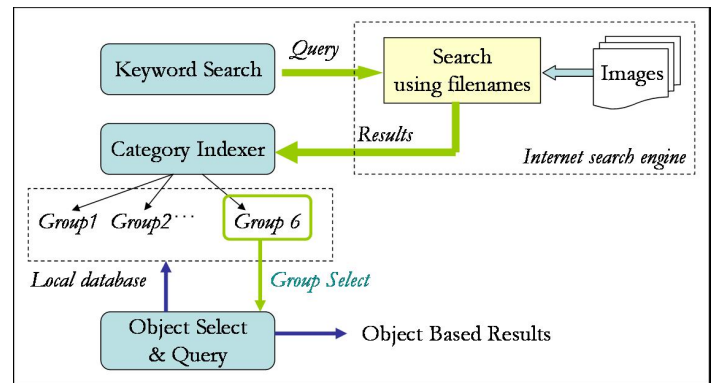 Query
Keyword Search
Search
using filenames
Images
Results
Category Indexer
Internet search engine
Group1 Group2 ... Group 6
Local database
Group Select
Object Select
& Query
Object Based Results